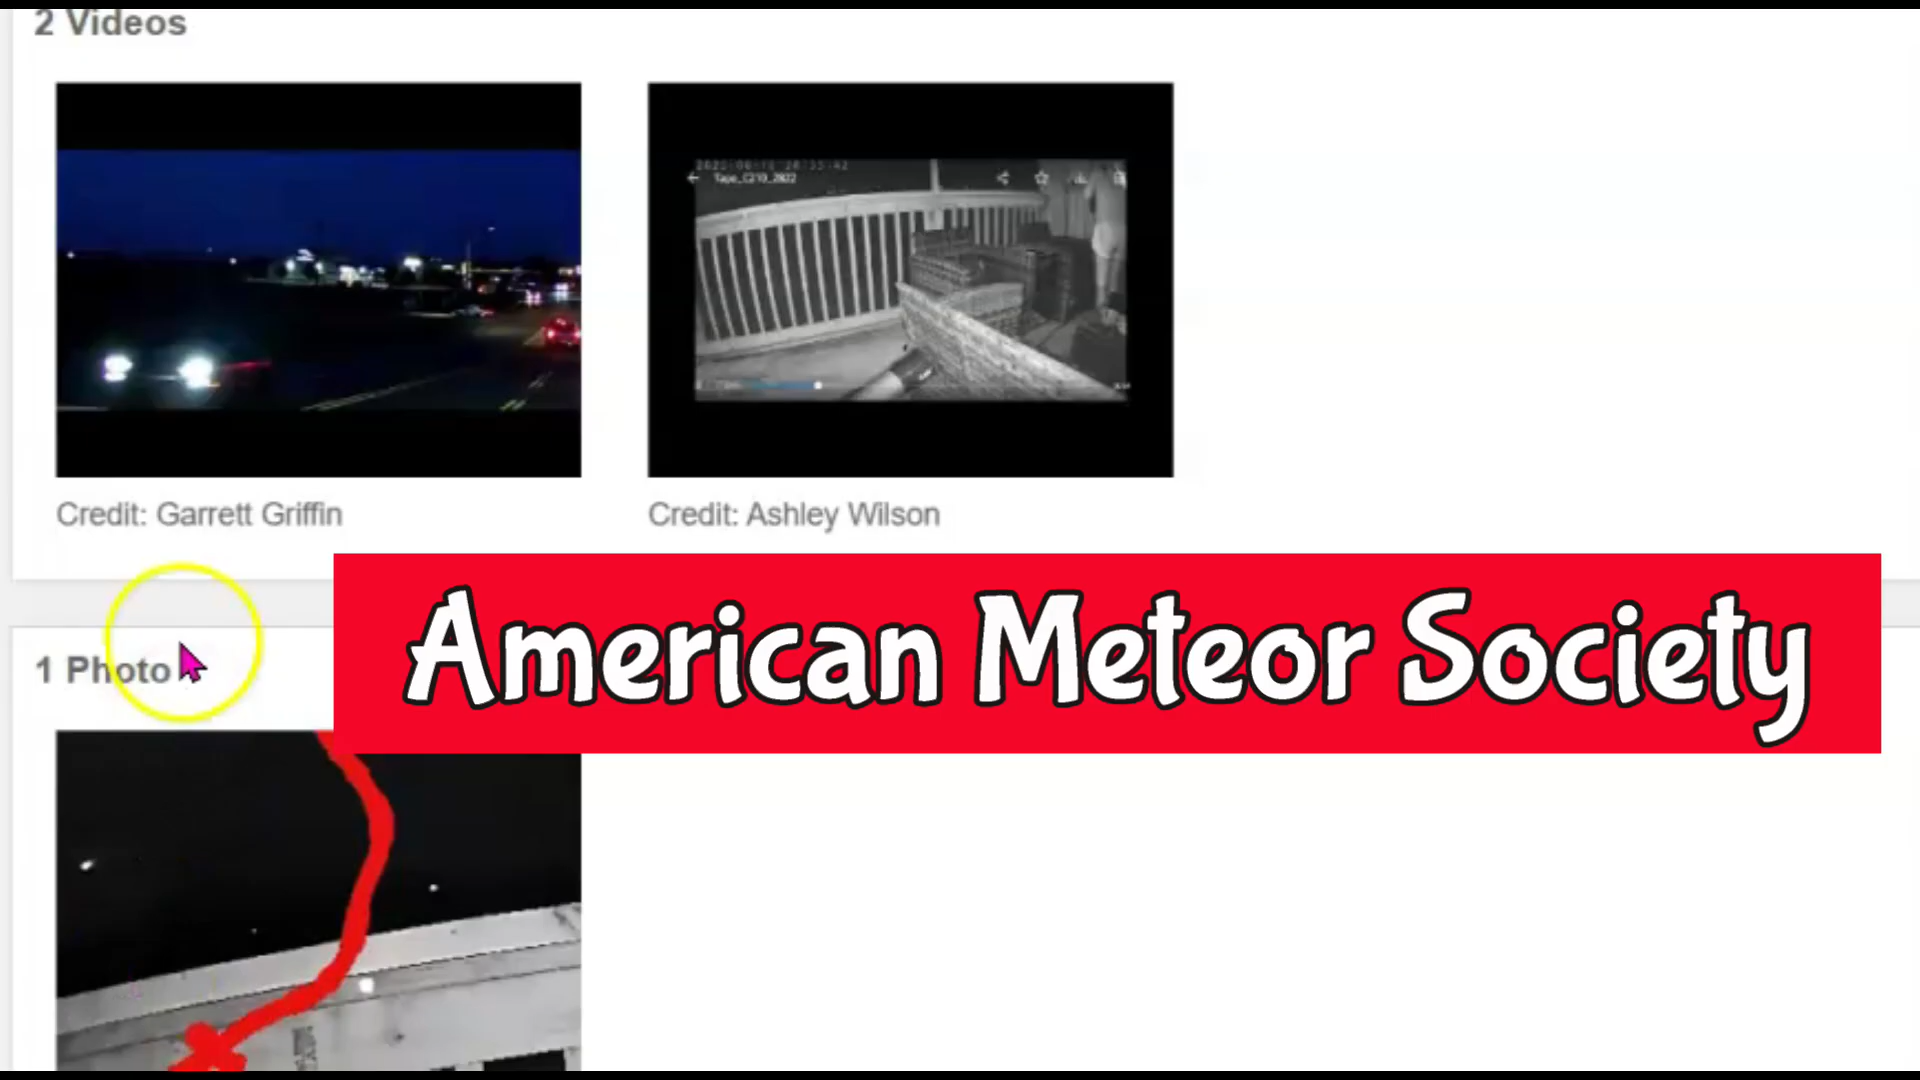 2 Videos
Credit: Garrett Griffin
Credit: Ashley Wilson
American Meteor Society
1 Photo